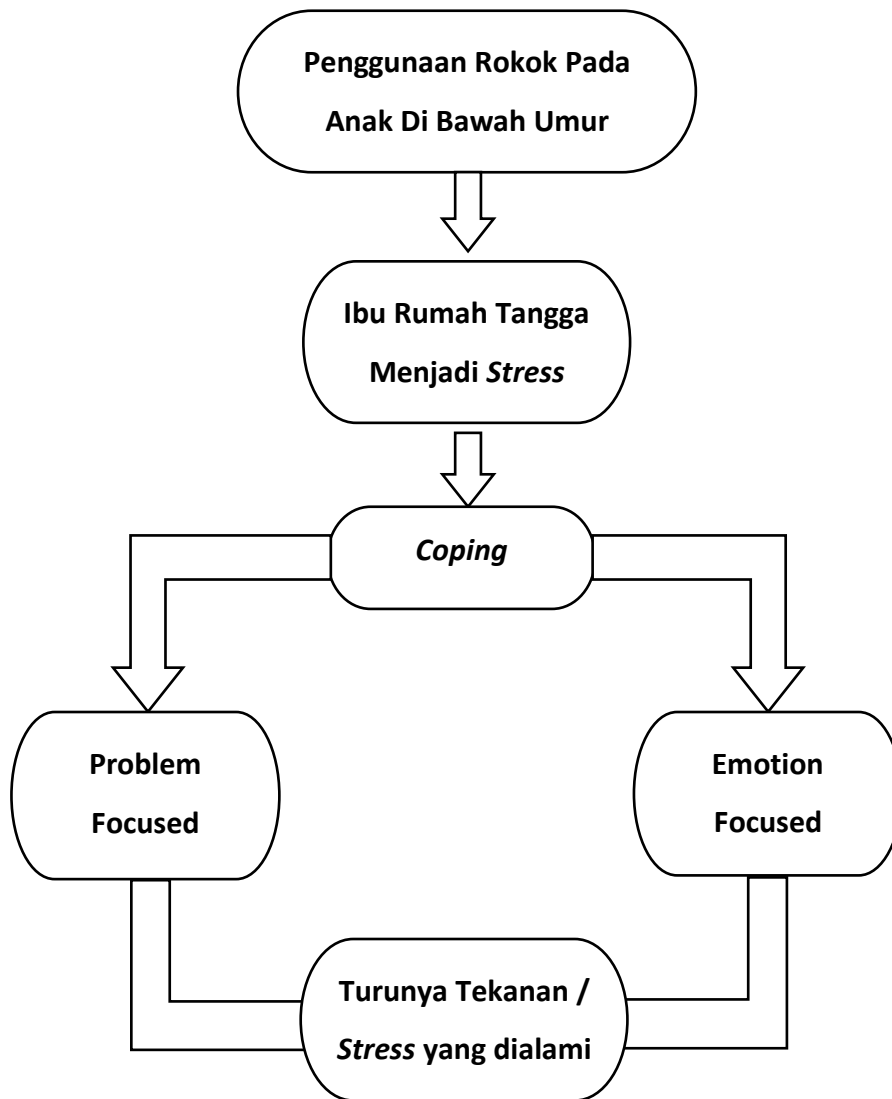 Penggunaan Rokok Pada
Anak Di Bawah Umur
Ibu Rumah Tangga
Menjadi Stress
Coping
Problem
Focused
Emotion
Focused
Turunya Tekanan /
Stress yang dialami